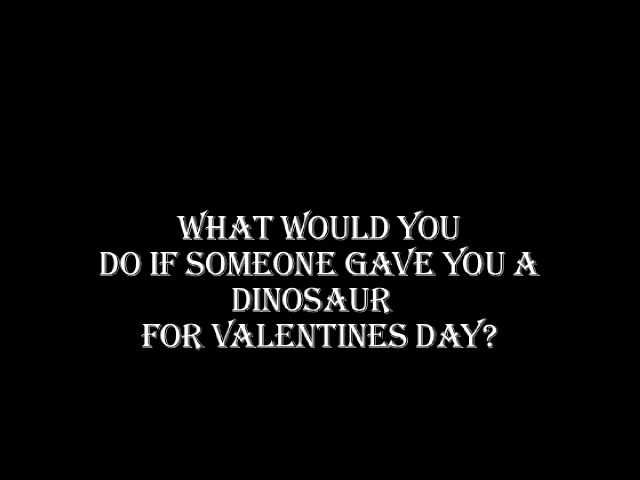 WHAT WOULD YOU
DO IF SOMEONE GAVE YOU A
DINOSAUR
FOR VALENTINES DAY?